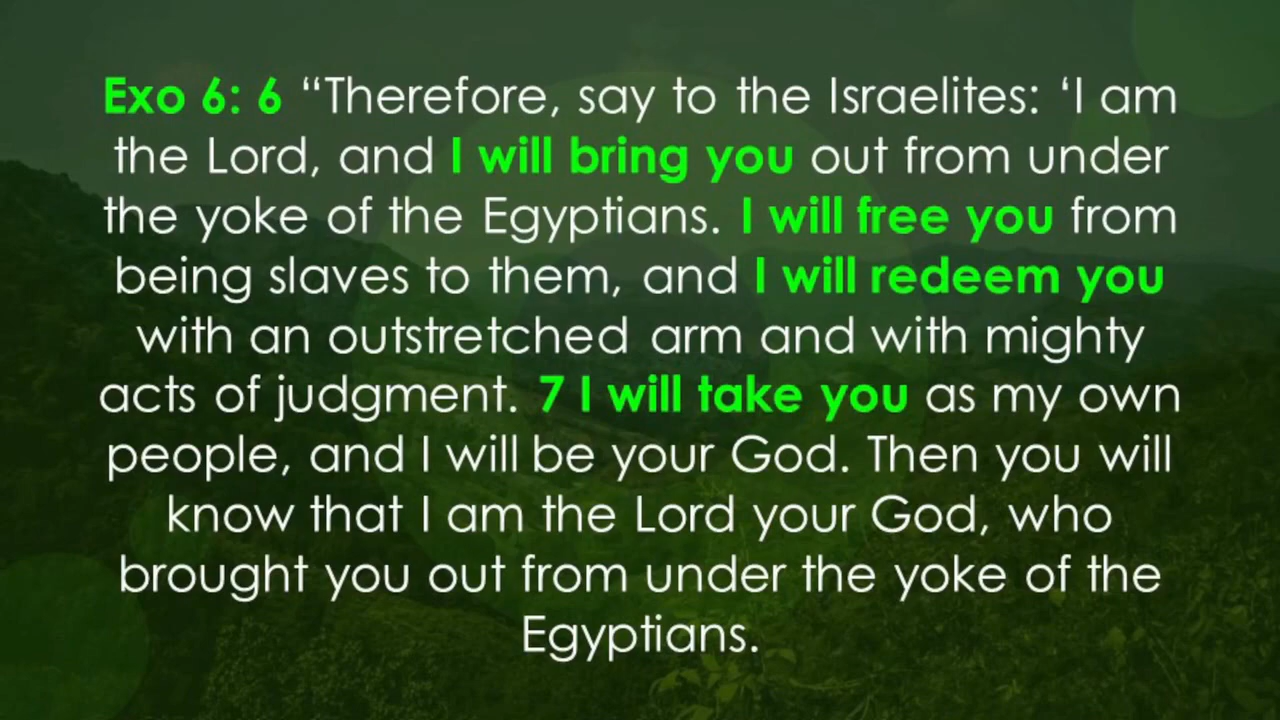 Exo 6: 6 “Therefore, say to the Israelites: ‘I am
the Lord, and I will bring you out from under
the yoke of the Egyptians. I will free you from
being slaves to them, and I will redeem you
with an outstretched arm and with mighty
acts of judgment. 7 I will take you as my own
people, and I will be your God. Then you will
know that I am the Lord your God, who
brought you out from under the yoke of the
Egyptians.